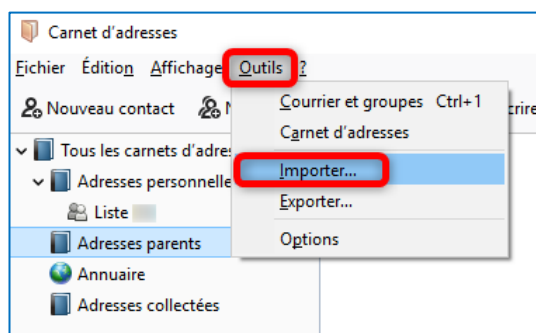 Carnet d'adresses
Fichier Édition Affichage Outils ?
Nouveau contact N
Courrier et groupes Ctrl+1
Carnet d'adresses
Importer...
Exporter...
Options
Tous les carnets d'adre
Adresses personnelle
Liste
Adresses parents
Annuaire
Adresses collectées